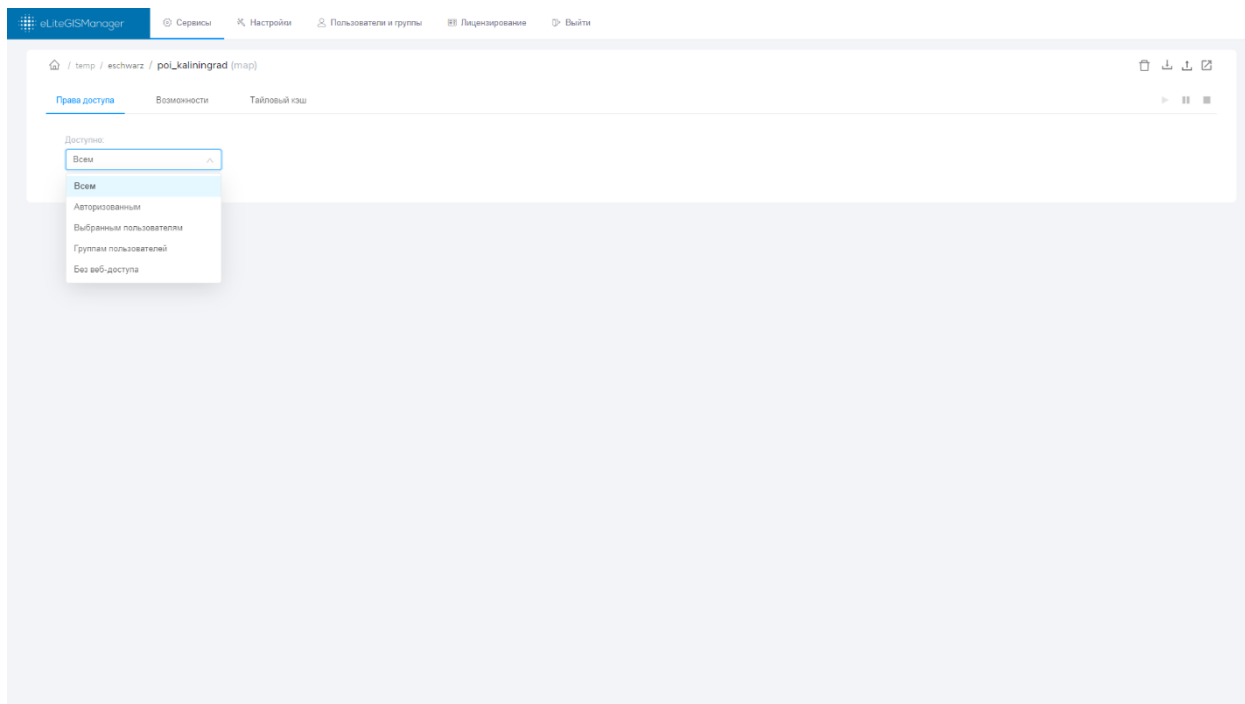 eLiteGISManager Сервисы Настройки Пользователи и группы Лицензирование Выйти
/ temp / eschwarz / poi_kaliningrad (map)
Права доступа Возможности Тайловый кэш
Доступно:
Всем
Всем
Авторизованным
Выбранным пользователям
Группам пользователей
Без веб-доступа